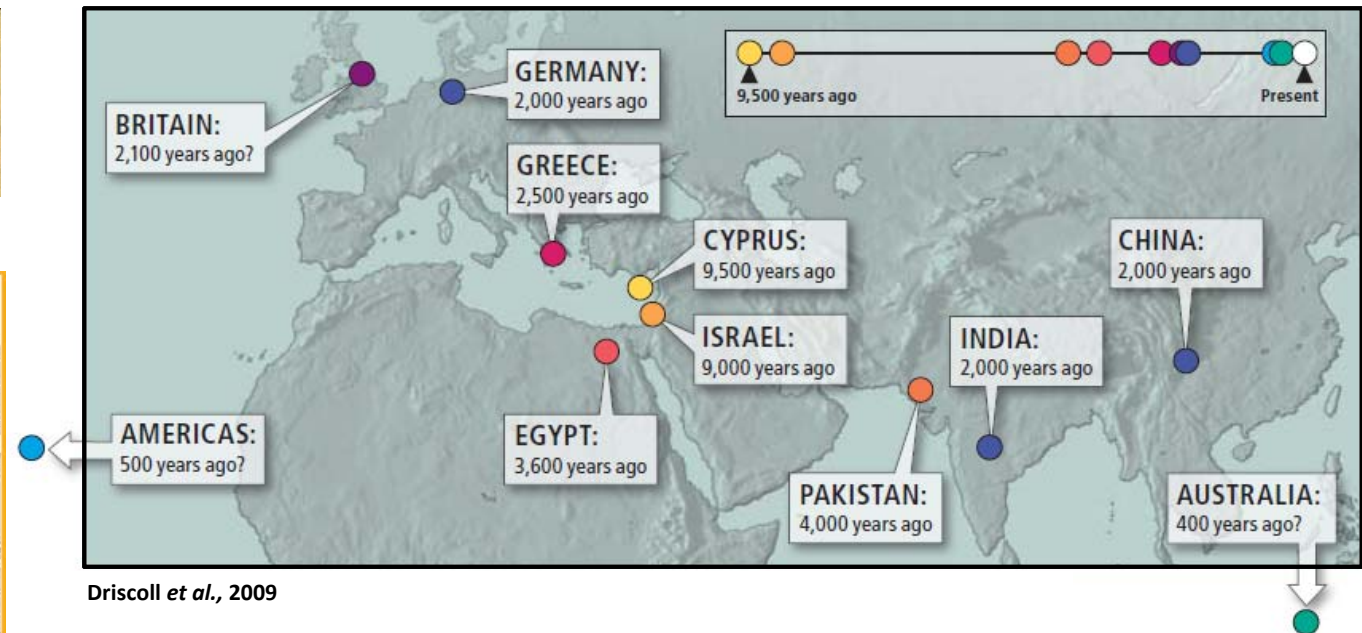 9,500 years ago
Present
GERMANY:
2,000 years ago
BRITAIN:
2,100 years ago?
GREECE:
2,500 years ago
CYPRUS:
9,500 years ago
CHINA:
2,000 years ago
ISRAEL:
9,000 years ago
INDIA:
2,000 years ago
AMERICAS:
500 years ago?
EGYPT:
3,600 years ago
PAKISTAN:
4,000 years ago
AUSTRALIA:
400 years ago?
Driscoll et al., 2009